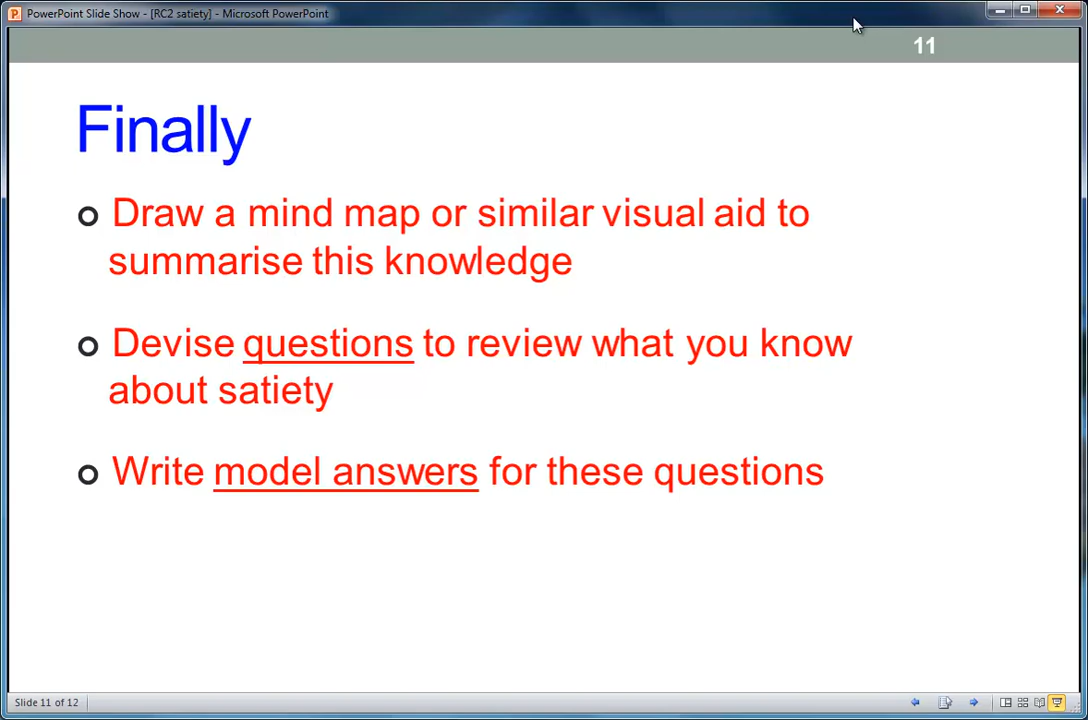 PowerPoint Slide Show - [RC2 satiety] - Microsoft PowerPoint
11
Finally
Draw a mind map or similar visual aid to
summarise this knowledge
Devise questions to review what you know
about satiety
Write model answers for these questions
Slide 11 of 12